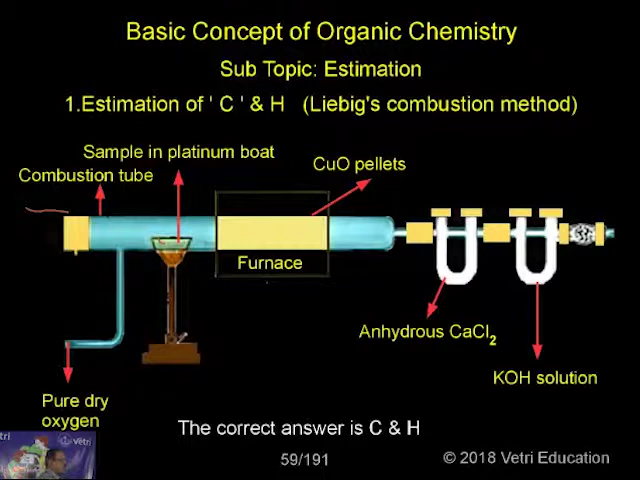 Basic Concept of Organic Chemistry
Sub Topic: Estimation
1.Estimation of ' C ' & H (Liebig's combustion method)
Sample in platinum boat
CuO pellets
Combustion tube
Furnace
Anhydrous CaCl2
KOH solution
Pure dry
oxygen
The correct answer is C & H
59/191
© 2018 Vetri Education
tri
Vetri